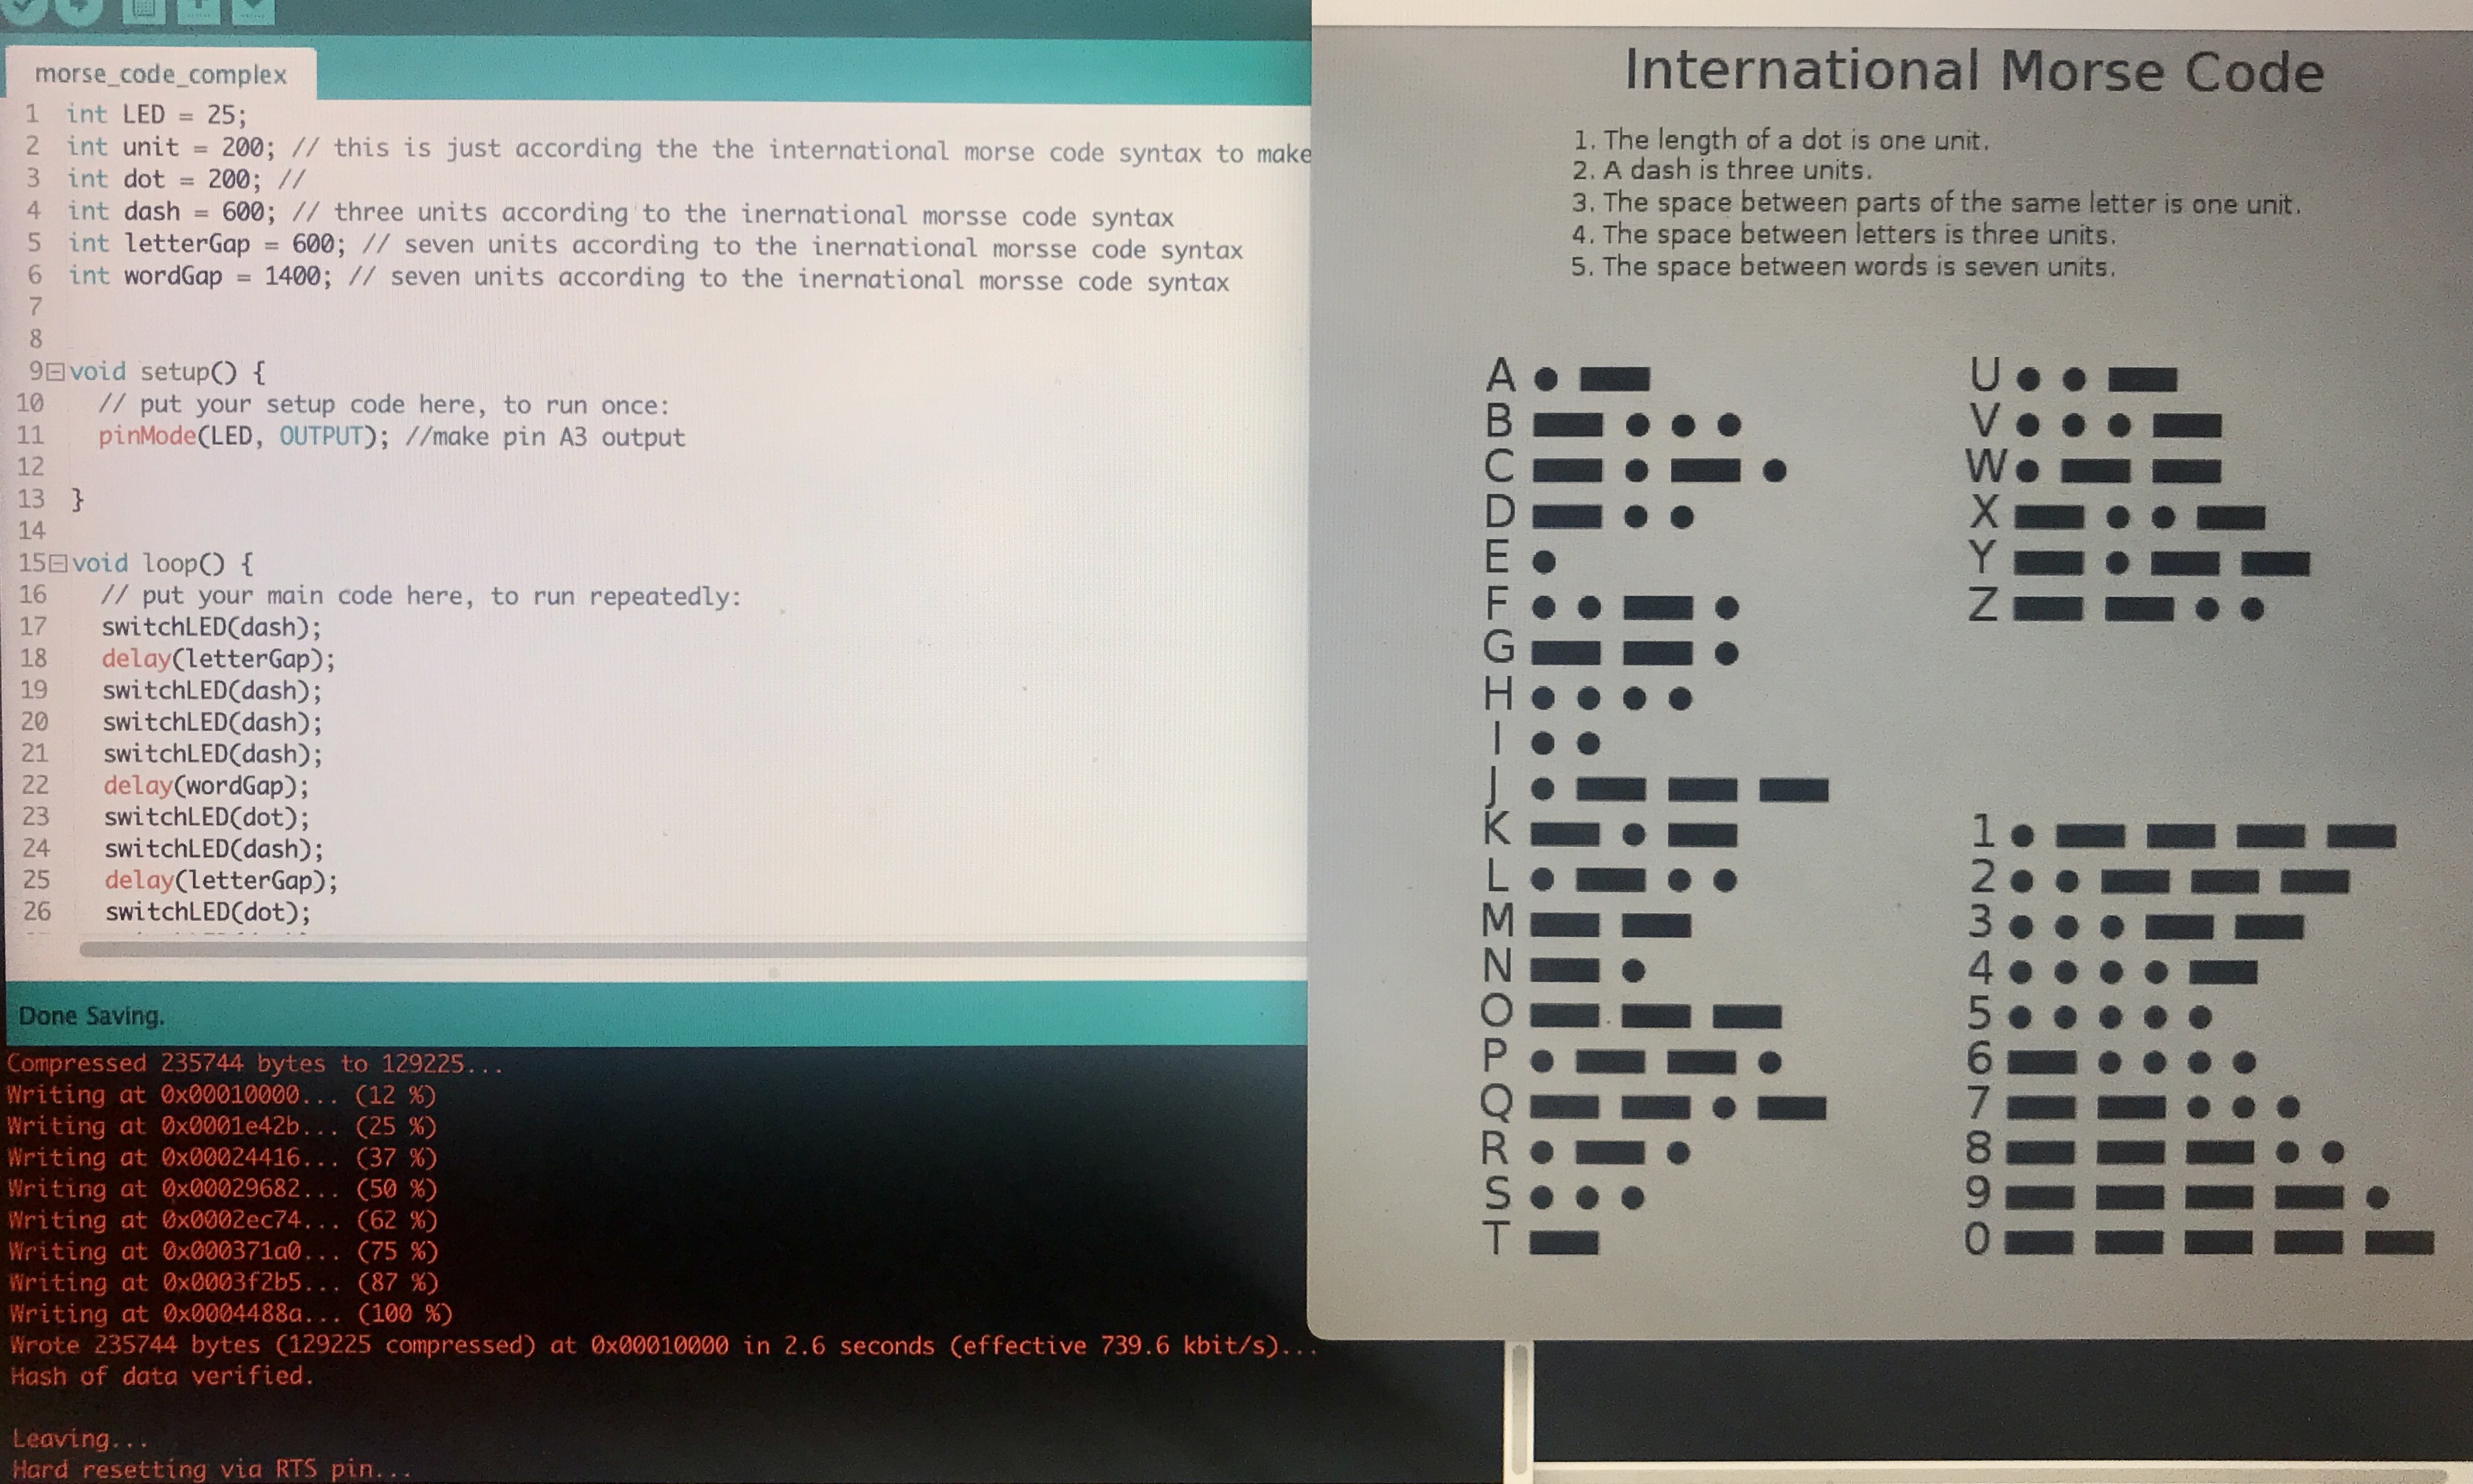 morse_code_complex
1 int LED = 25;
2 int unit = 200; // this is just according the the international morse code syntax to make
3 int dot = 200; //
4 int dash = 600; // three units according to the inernational morsse code syntax
5 int letterGap = 600; // seven units according to the inernational morsse code syntax
6 int wordGap = 1400; // seven units according to the inernational morsse code syntax
7
8
9 void setup() {
10 // put your setup code here, to run once:
11 pinMode(LED, OUTPUT); //make pin A3 output
12
13 }
14
15 void loop() {
16 // put your main code here, to run repeatedly:
17 switchLED(dash);
18 delay(letterGap);
19 switchLED(dash);
20 switchLED(dash);
21 switchLED(dash);
22 delay(wordGap);
23 switchLED(dot);
24 switchLED(dash);
25 delay(letterGap);
26 switchLED(dot);
Done Saving.
Compressed 235744 bytes to 129225...
Writing at 0x00010000... (12 %)
Writing at 0x0001e42b... (25 %)
Writing at 0x00024416... (37 %)
Writing at 0x00029682... (50 %)
Writing at 0x0002ec74... (62 %)
Writing at 0x000371a0... (75 %)
Writing at 0x0003f2b5... (87 %)
Writing at 0x0004488a... (100 %)
Wrote 235744 bytes (129225 compressed) at 0x00010000 in 2.6 seconds (effective 739.6 kbit/s)...
Hash of data verified.
Leaving...
Hard resetting via RTS pin...
International Morse Code
1. The length of a dot is one unit.
2. A dash is three units.
3. The space between parts of the same letter is one unit.
4. The space between letters is three units.
5. The space between words is seven units.
A
B
C
D
E
F
G
H
I
J
K
L
M
N
O
P
Q
R
S
T
U
V
W
X
Y
Z
1
2
3
4
5
6
7
8
9
0